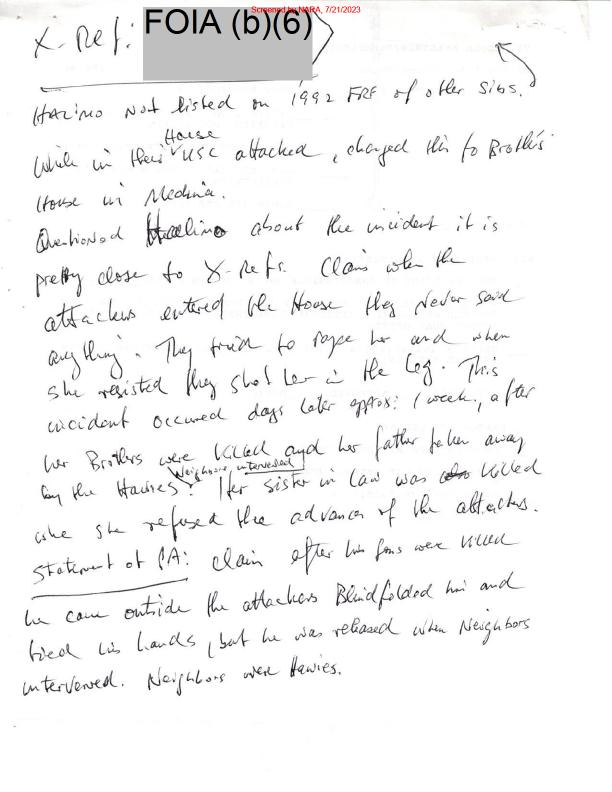 Screened by NARA, 7/21/2023
X-Ref: FOIA (b)(6)
Halimo not listed on 1992 FRF of other sibs.
House
While in their USC attacked, changed this to Brothers
House in Medina.
Questioned Halimo about the incident it is
pretty close to X-Refs. Claim when the
attackers entered the House they never said
anything. They tried to rape her and when
she resisted they shot her in the leg. This
incident occured days later approx: 1 week, after
her Brothers were killed and her father taken away
Neighbors intervened
by the Hawies. Her sister in law was killed
she refused the advances of the attackers.
Statement of PA: claim after his sons were killed
he came outside the attackers Blindfolded him and
tied his hands, but he was released when Neighbors
intervened. Neighbors were Hawies.